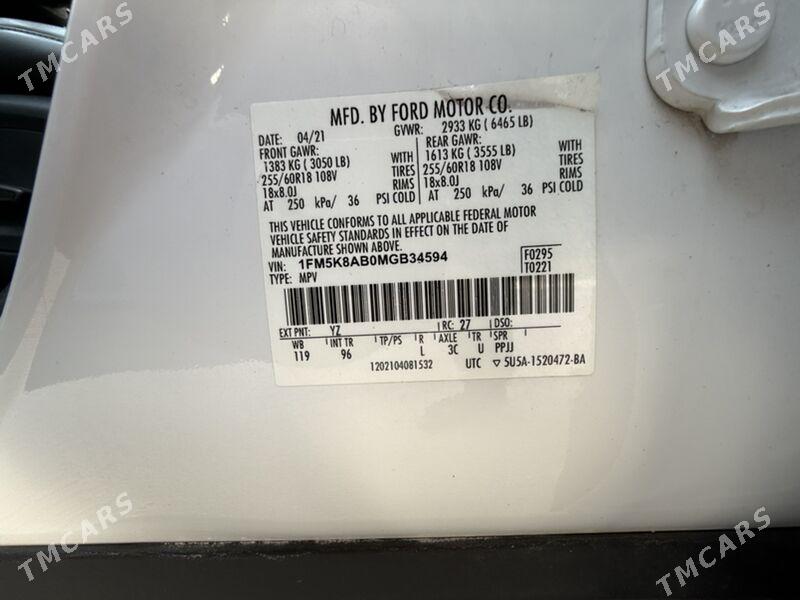 TMCARS
TMCARS
TMCARS
MFD. BY FORD MOTOR CO.
DATE: 04/21 GVWR: 2933 KG ( 6465 LB)
FRONT GAWR: REAR GAWR:
1383 KG ( 3050 LB) WITH 1613 KG ( 3555 LB) WITH
255/60R18 108V TIRES 255/60R18 108V TIRES
18x8.0J RIMS 18x8.0J RIMS
AT 250 kPa/ 36 PSI COLD AT 250 kPa/ 36 PSI COLD
THIS VEHICLE CONFORMS TO ALL APPLICABLE FEDERAL MOTOR
VEHICLE SAFETY STANDARDS IN EFFECT ON THE DATE OF
MANUFACTURE SHOWN ABOVE.
VIN: 1FM5K8AB0MGB34594 F0295
TYPE: MPV T0221
EXT PNT: YZ RC: 27 DSO:
WB INT TR TP/PS R AXLE TR SPR
119 96 L 3C U PPJJ
1202104081532 UTC ▽ 5U5A-1520472-BA
TMCARS
TMCARS
TMCARS